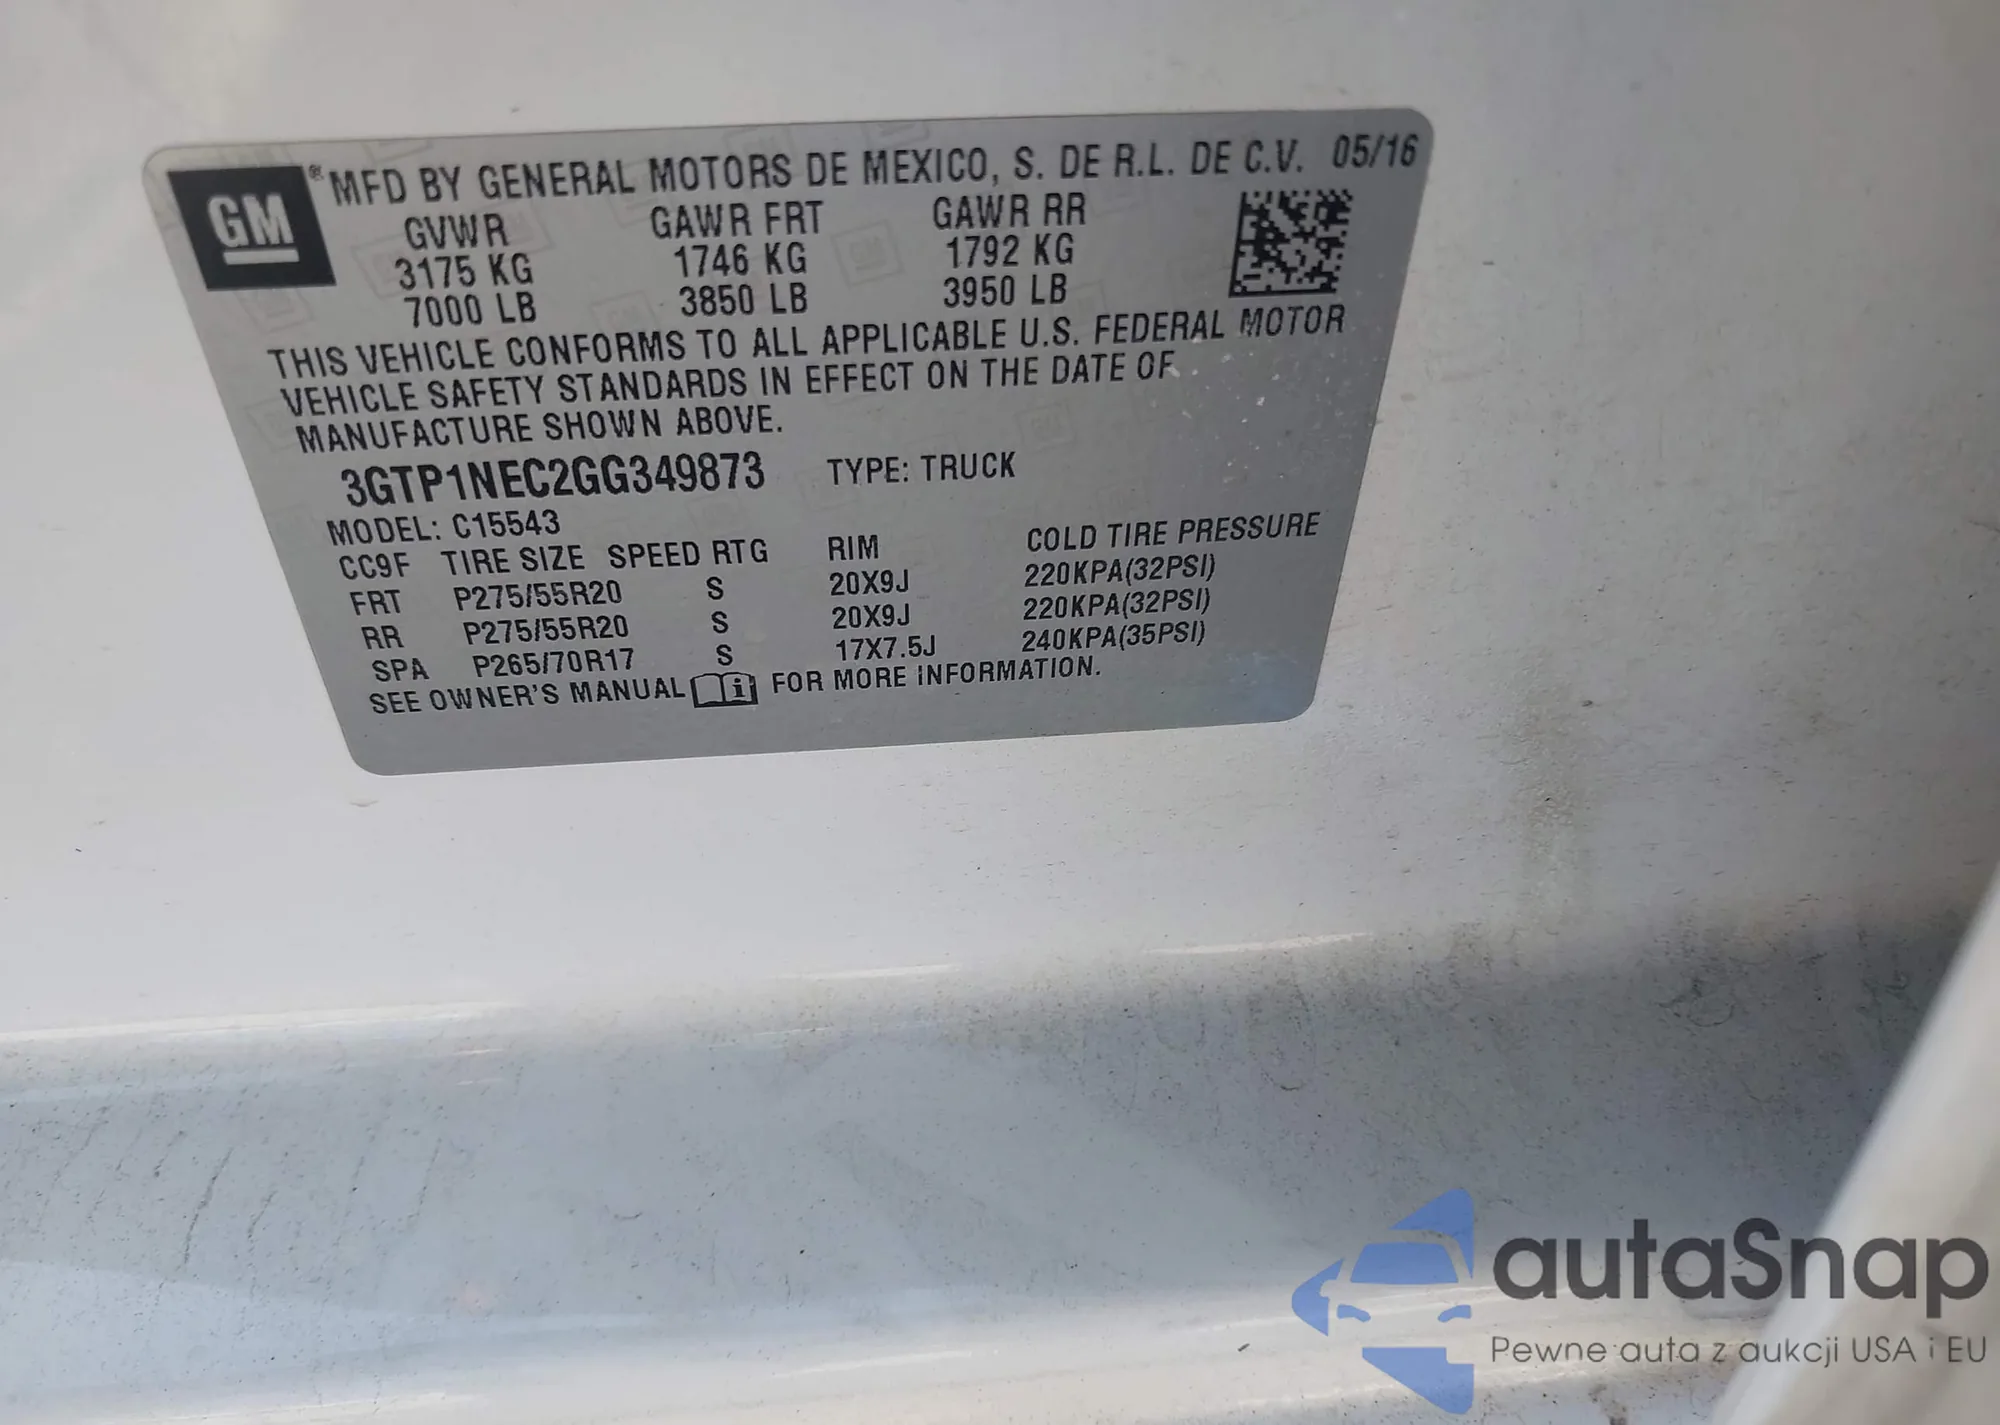 GM® MFD BY GENERAL MOTORS DE MEXICO, S. DE R.L. DE C.V. 05/16
GVWR GAWR FRT GAWR RR
3175 KG 1746 KG 1792 KG
7000 LB 3850 LB 3950 LB
THIS VEHICLE CONFORMS TO ALL APPLICABLE U.S. FEDERAL MOTOR
VEHICLE SAFETY STANDARDS IN EFFECT ON THE DATE OF
MANUFACTURE SHOWN ABOVE.
3GTP1NEC2GG349873 TYPE: TRUCK
MODEL: C15543
CC9F TIRE SIZE SPEED RTG RIM COLD TIRE PRESSURE
FRT P275/55R20 S 20X9J 220KPA(32PSI)
RR P275/55R20 S 20X9J 220KPA(32PSI)
SPA P265/70R17 S 17X7.5J 240KPA(35PSI)
SEE OWNER'S MANUAL FOR MORE INFORMATION.
autaSnap
Pewne auta z aukcji USA i EU